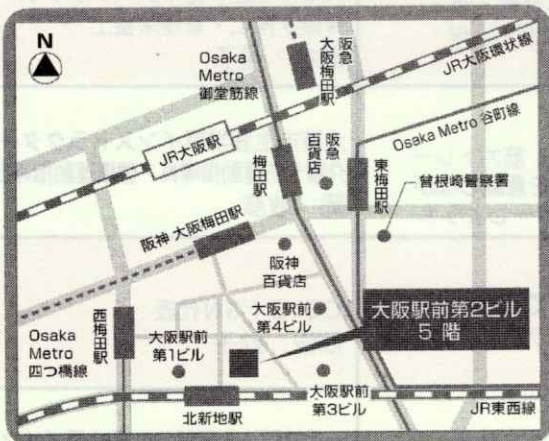 N
Osaka
Metro
御堂筋線
阪急
大阪梅田駅
JR大阪環状線
JR大阪駅
梅田駅
阪急
百貨店
東梅田駅
Osaka Metro 谷町線
曾根崎警察署
阪神 大阪梅田駅
阪神
百貨店
西梅田駅
Osaka
Metro
四つ橋線
大阪駅前
第1ビル
大阪駅前
第4ビル
大阪駅前第2ビル
5 階
大阪駅前
第3ビル
北新地駅
JR東西線